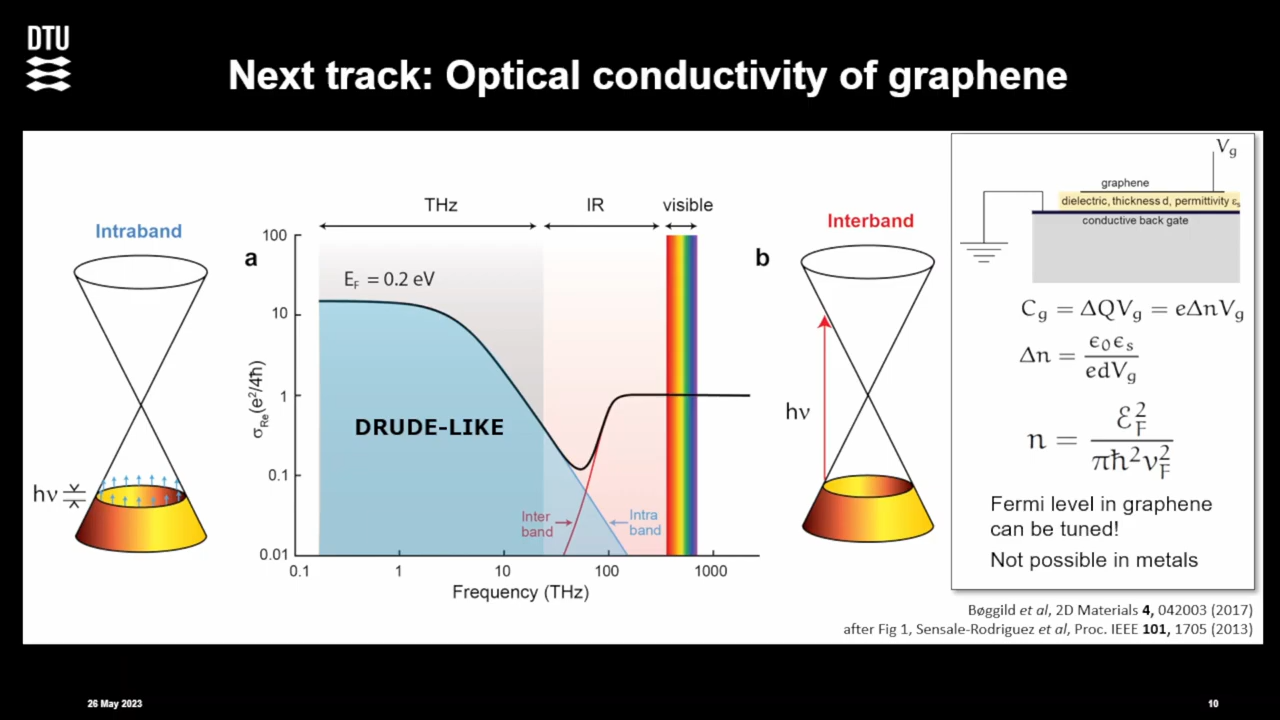 DTU
Next track: Optical conductivity of graphene
Intraband
hν
a
THz
IR
visible
E_F = 0.2 eV
100
10
1
0.1
0.01
σ_Re(e²/4ħ)
DRUDE-LIKE
Inter
band
Intra
band
0.1
1
10
100
1000
Frequency (THz)
b
Interband
hν
V_g
graphene
dielectric, thickness d, permittivity ε_s
conductive back gate
C_g = ΔQV_g = eΔnV_g
Δn = ϵ₀ϵ_s / edV_g
n = ℰ_F² / πħ²v_F²
Fermi level in graphene
can be tuned!
Not possible in metals
Bøggild et al, 2D Materials 4, 042003 (2017)
after Fig 1, Sensale-Rodriguez et al, Proc. IEEE 101, 1705 (2013)
26 May 2023
10